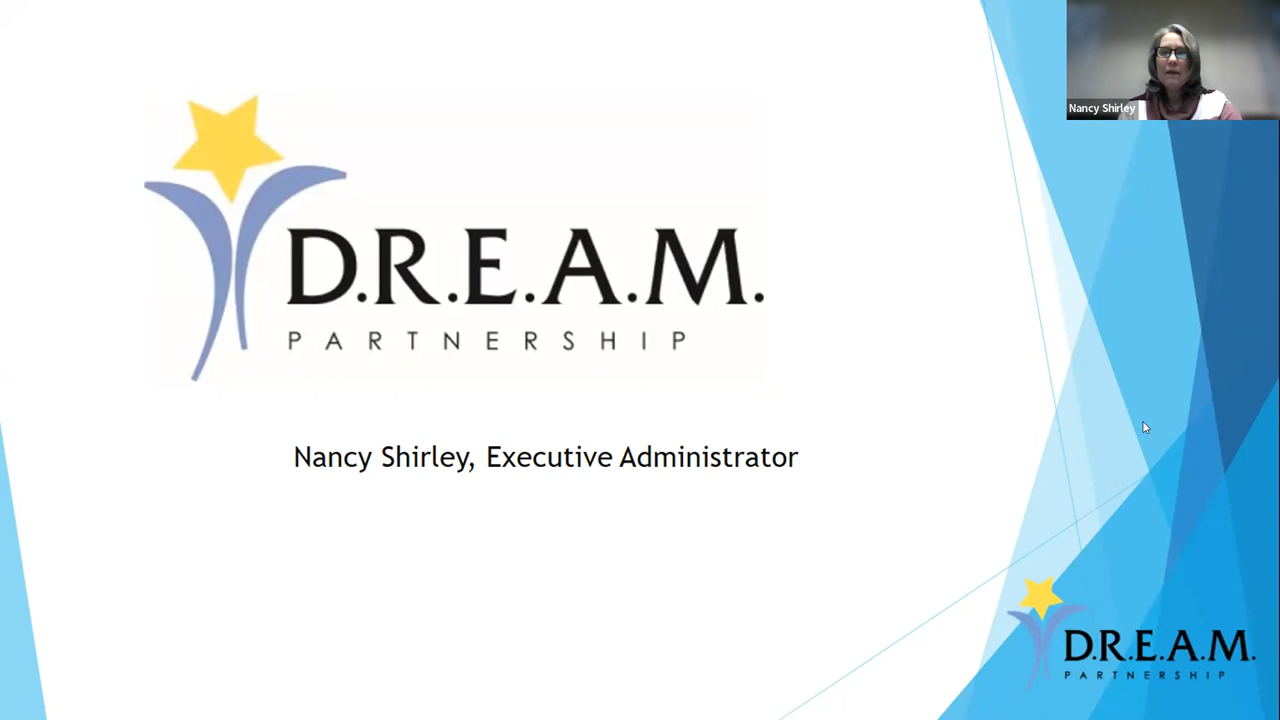 Nancy Shirley
D.R.E.A.M.
PARTNERSHIP
Nancy Shirley, Executive Administrator
D.R.E.A.M.
PARTNERSHIP